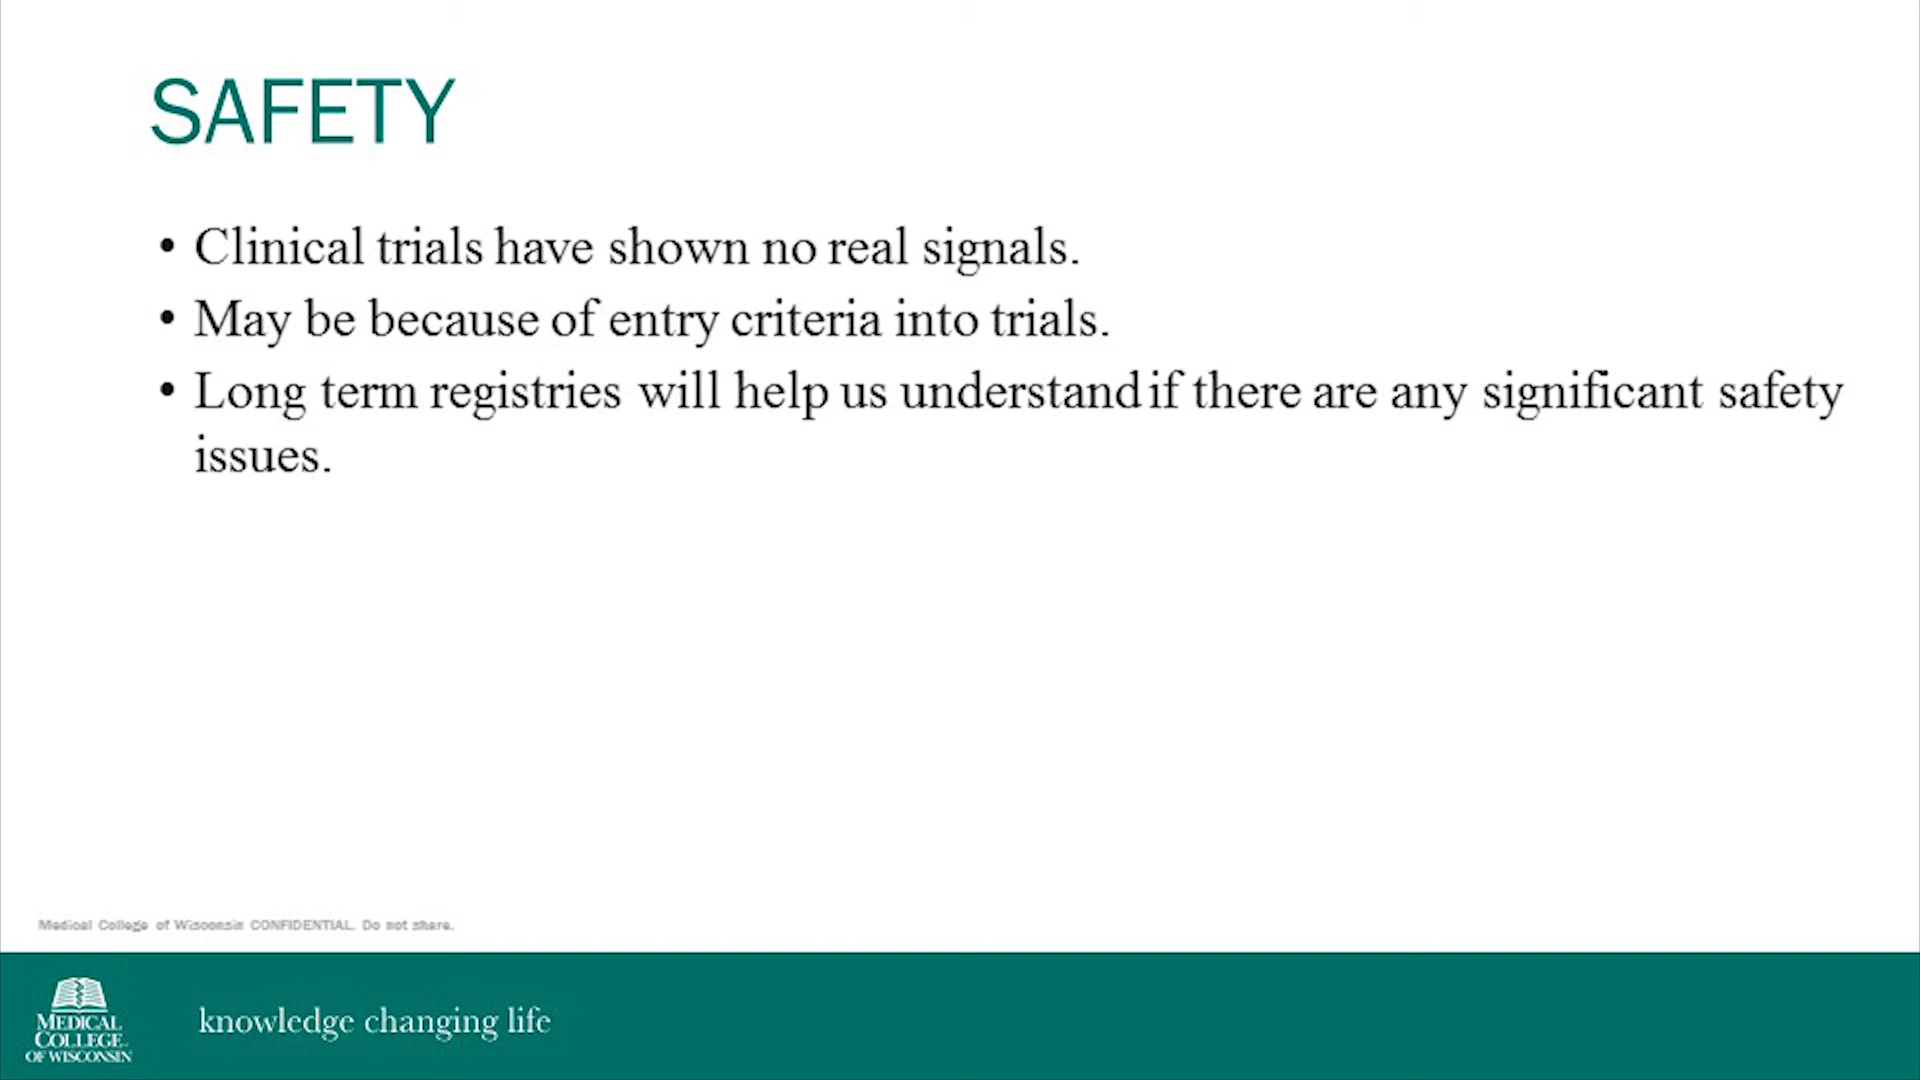 SAFETY
• Clinical trials have shown no real signals.
• May be because of entry criteria into trials.
• Long term registries will help us understand if there are any significant safety
issues.
Medical College of Wisconsin CONFIDENTIAL. Do not share.
MEDICAL
COLLEGE
OF WISCONSIN
knowledge changing life